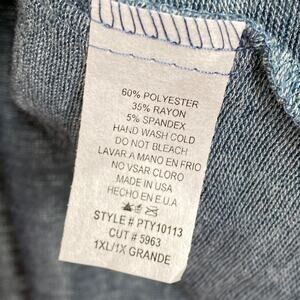 60% POLYESTER
35% RAYON
5% SPANDEX
HAND WASH COLD
DO NOT BLEACH
LAVAR A MANO EN FRIO
NO VSAR CLORO
MADE IN USA
HECHO EN E.U.A
STYLE # PTY10113
CUT # 5963
1XL/1X GRANDE